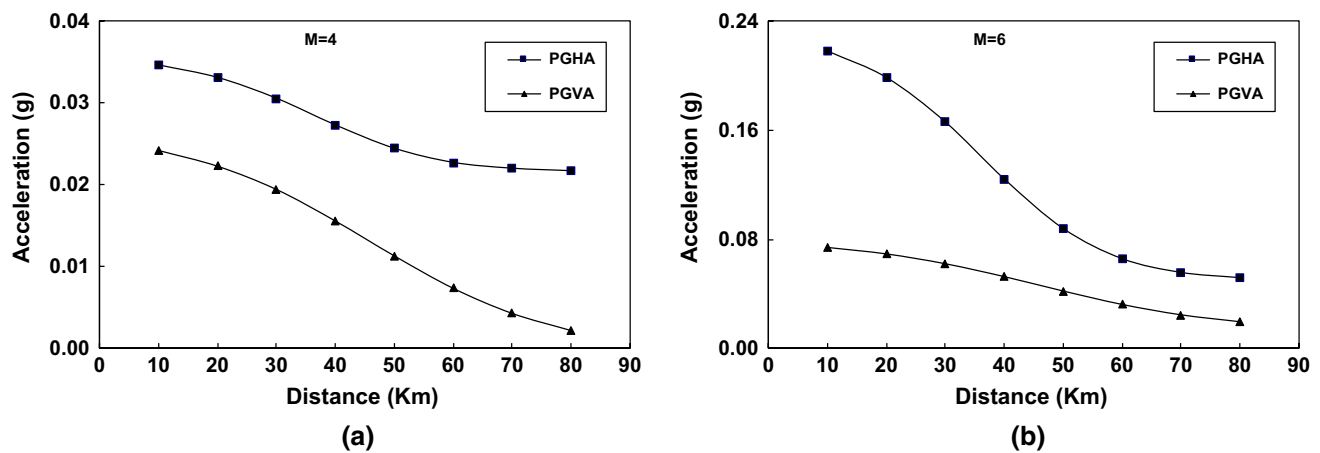 M=4
PGHA
PGVA
Acceleration (g)
0.04
0.03
0.02
0.01
0.00
0 10 20 30 40 50 60 70 80 90
Distance (Km)
(a)
M=6
PGHA
PGVA
Acceleration (g)
0.24
0.16
0.08
0.00
0 10 20 30 40 50 60 70 80 90
Distance (Km)
(b)